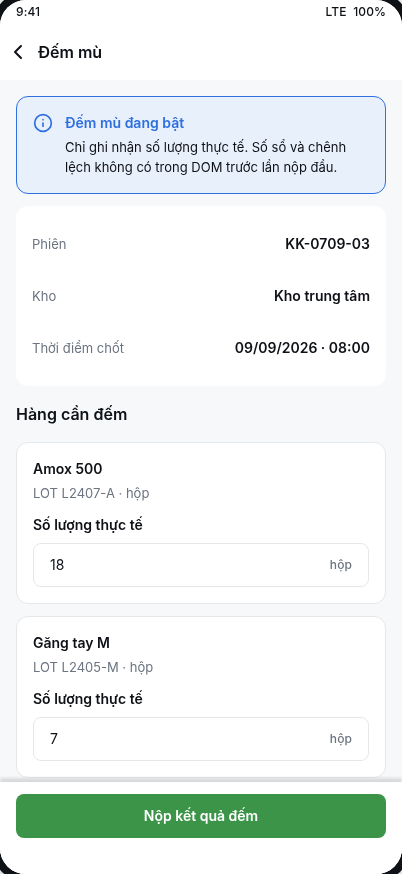 9:41
LTE 100%
Đếm mù
Đếm mù đang bật
Chỉ ghi nhận số lượng thực tế. Số sổ và chênh
lệch không có trong DOM trước lần nộp đầu.
Phiên
KK-0709-03
Kho
Kho trung tâm
Thời điểm chốt
09/09/2026 · 08:00
Hàng cần đếm
Amox 500
LOT L2407-A · hộp
Số lượng thực tế
18
hộp
Găng tay M
LOT L2405-M · hộp
Số lượng thực tế
7
hộp
Nộp kết quả đếm